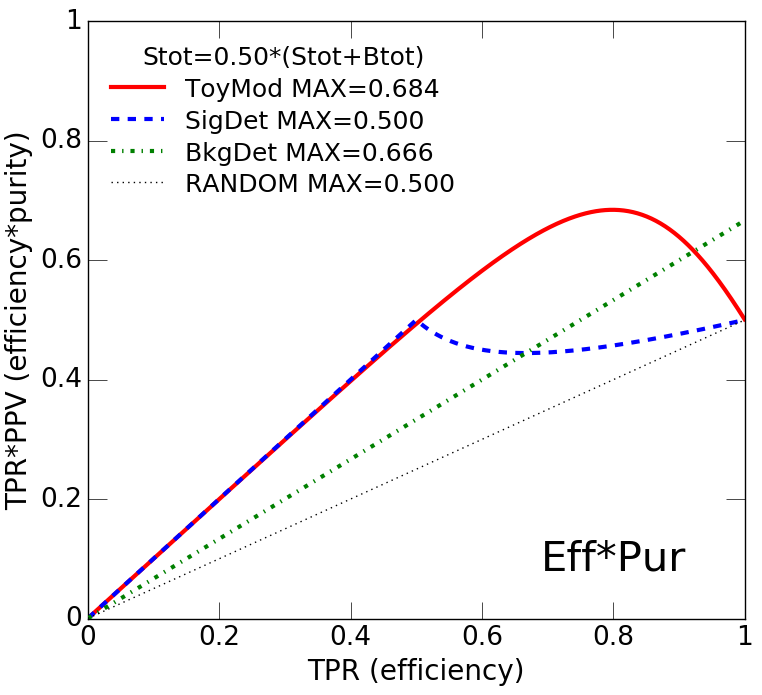 Stot=0.50*(Stot+Btot)
ToyMod MAX=0.684
SigDet MAX=0.500
BkgDet MAX=0.666
RANDOM MAX=0.500
1
0.8
0.6
0.4
0.2
0
TPR*PPV (efficiency*purity)
Eff*Pur
0 0.2 0.4 0.6 0.8 1
TPR (efficiency)